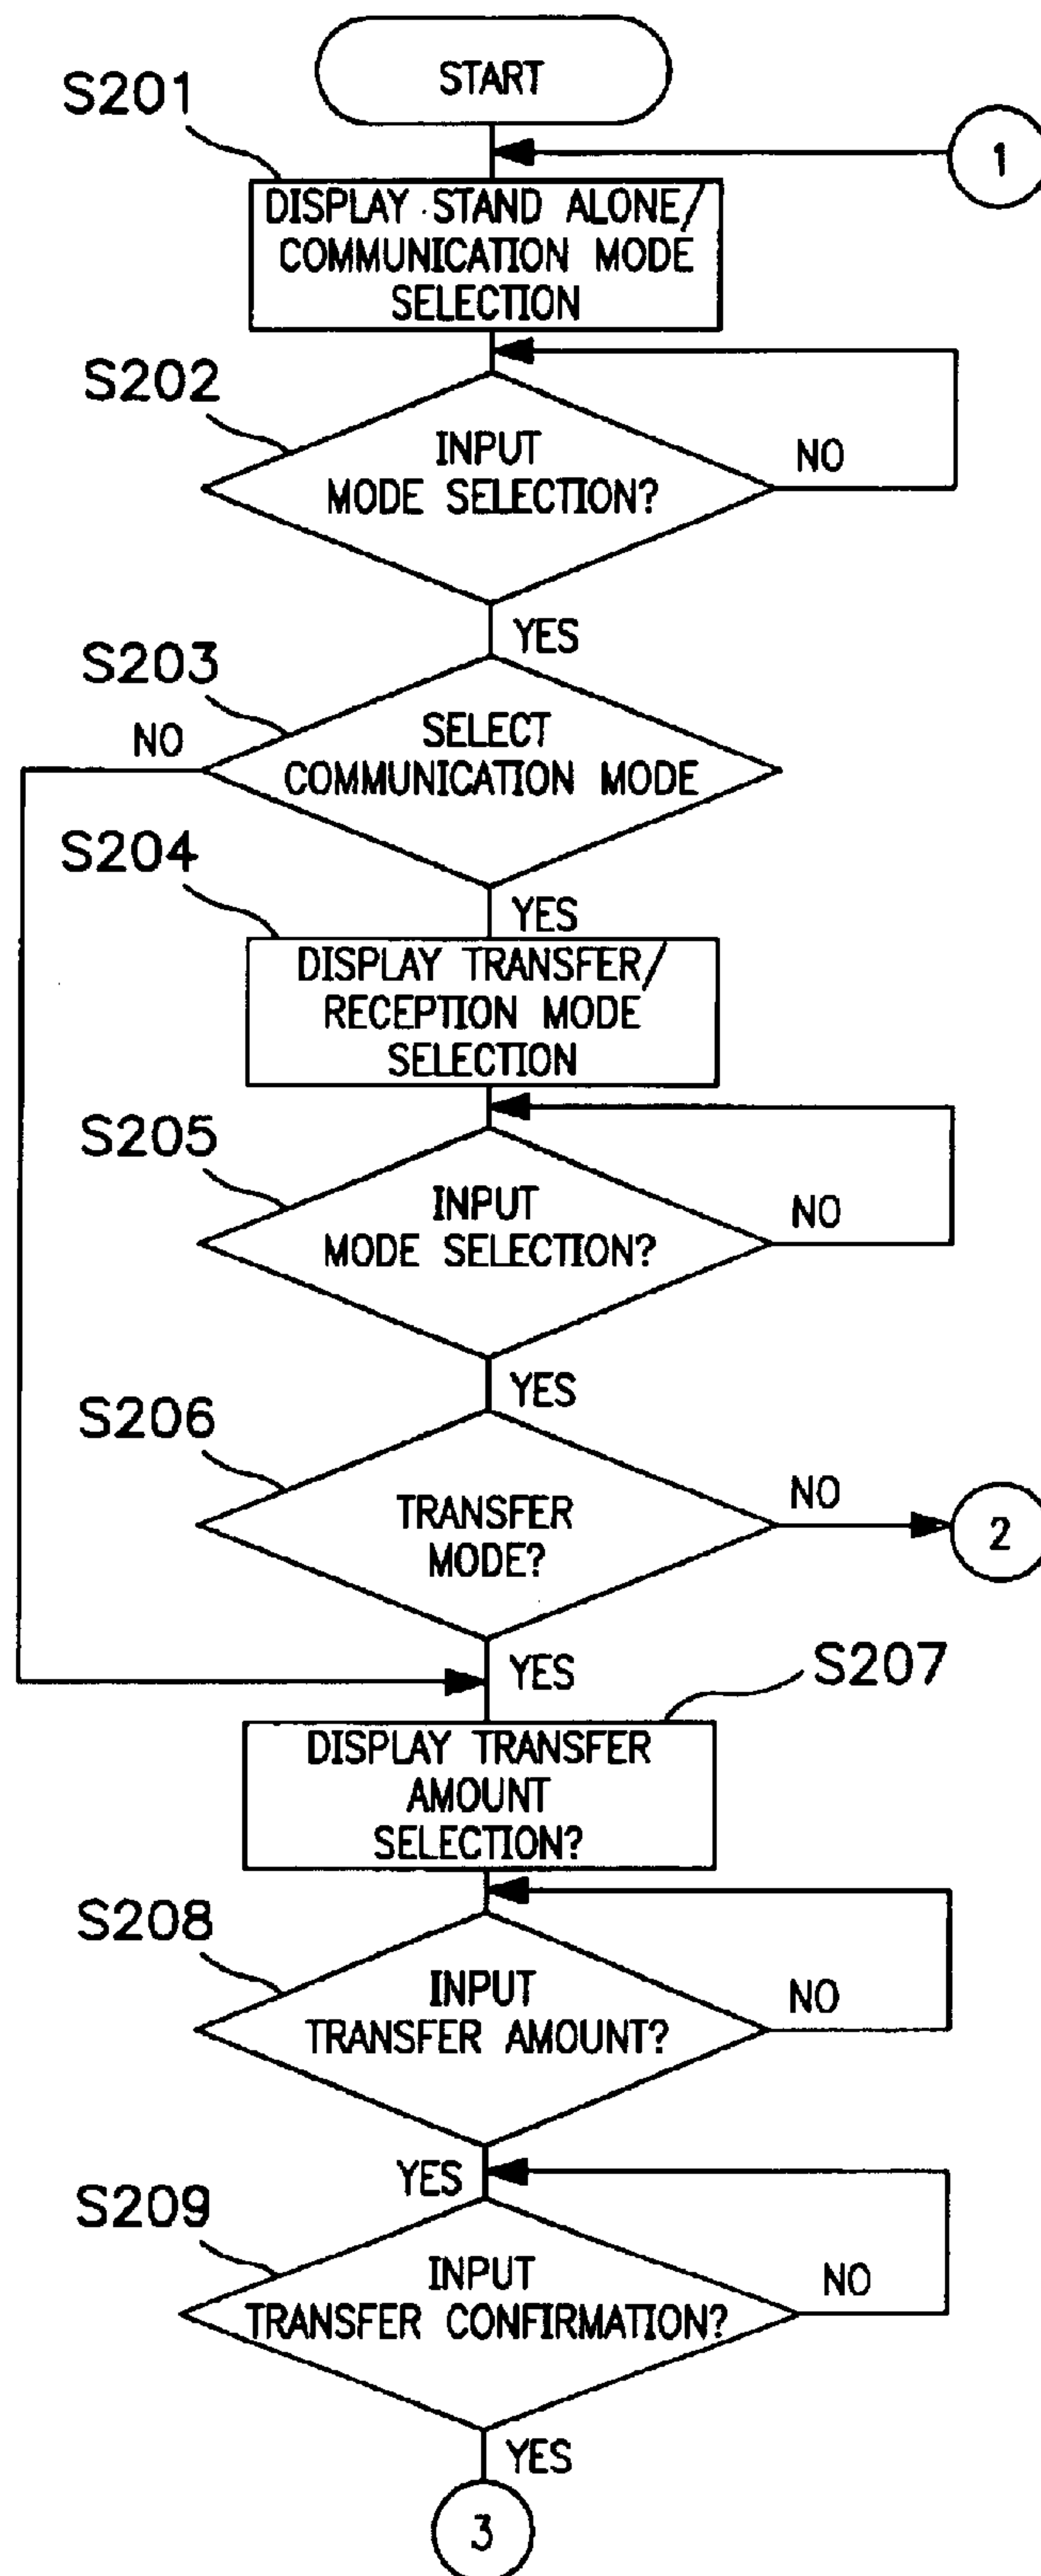 START
S201
1
DISPLAY STAND ALONE/
COMMUNICATION MODE
SELECTION
S202
INPUT
MODE SELECTION?
NO
YES
S203
NO
SELECT
COMMUNICATION MODE
S204
YES
DISPLAY TRANSFER/
RECEPTION MODE
SELECTION
S205
INPUT
MODE SELECTION?
NO
YES
S206
TRANSFER
MODE?
NO
2
YES
S207
DISPLAY TRANSFER
AMOUNT
SELECTION?
S208
INPUT
TRANSFER AMOUNT?
NO
YES
S209
INPUT
TRANSFER CONFIRMATION?
NO
YES
3